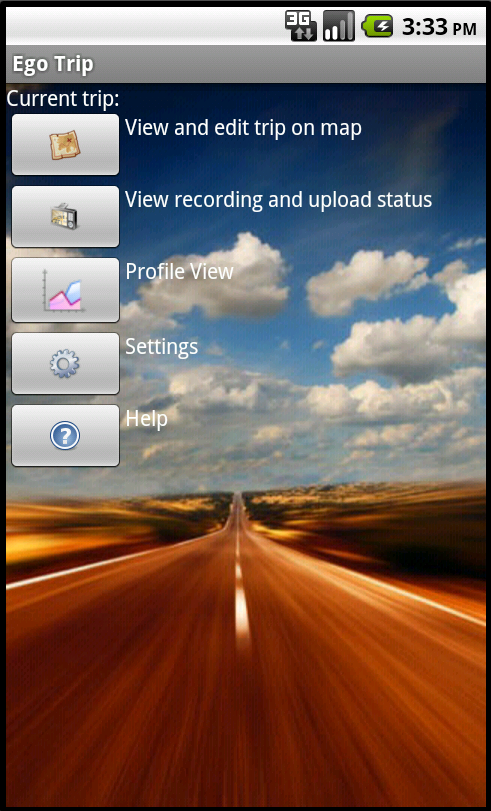 3G 3:33 PM
Ego Trip
Current trip:
View and edit trip on map
View recording and upload status
Profile View
Settings
?
Help